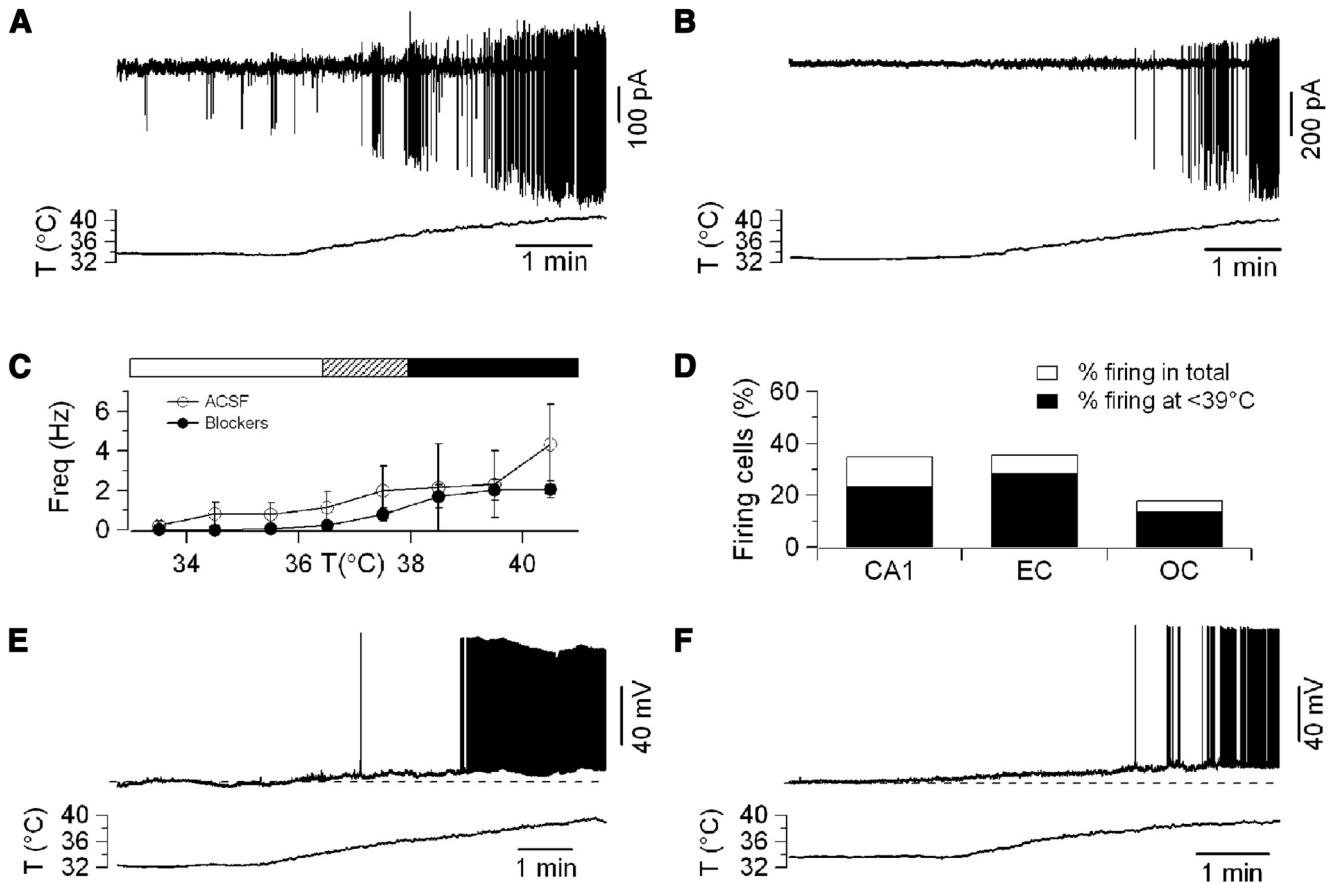 A
100 pA
T (°C)
40
36
32
1 min
B
200 pA
T (°C)
40
36
32
1 min
C
ACSF
Blockers
Freq (Hz)
6
4
2
0
34
36
T(°C)
38
40
D
% firing in total
% firing at <39°C
Firing cells (%)
60
40
20
0
CA1
EC
OC
E
40 mV
T (°C)
40
36
32
1 min
F
40 mV
T (°C)
40
36
32
1 min